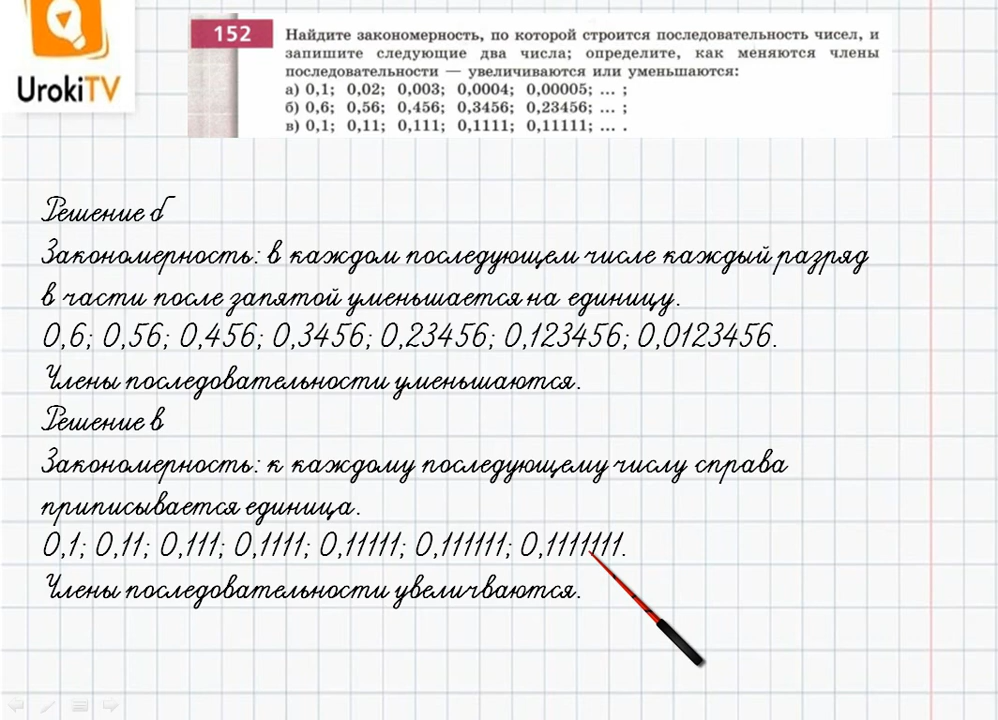 UrokiTV
152
Найдите закономерность, по которой строится последовательность чисел, и
запишите следующие два числа; определите, как меняются члены
последовательности — увеличиваются или уменьшаются:
а) 0,1; 0,02; 0,003; 0,0004; 0,00005; ... ;
б) 0,6; 0,56; 0,456; 0,3456; 0,23456; ... ;
в) 0,1; 0,11; 0,111; 0,1111; 0,11111; ... .
Решение б
Закономерность: в каждом последующем числе каждый разряд
в части после запятой уменьшается на единицу.
0,6; 0,56; 0,456; 0,3456; 0,23456; 0,123456; 0,0123456.
Члены последовательности уменьшаются.
Решение в
Закономерность: к каждому последующему числу справа
приписывается единица.
0,1; 0,11; 0,111; 0,1111; 0,11111; 0,111111; 0,1111111.
Члены последовательности увеличваются.